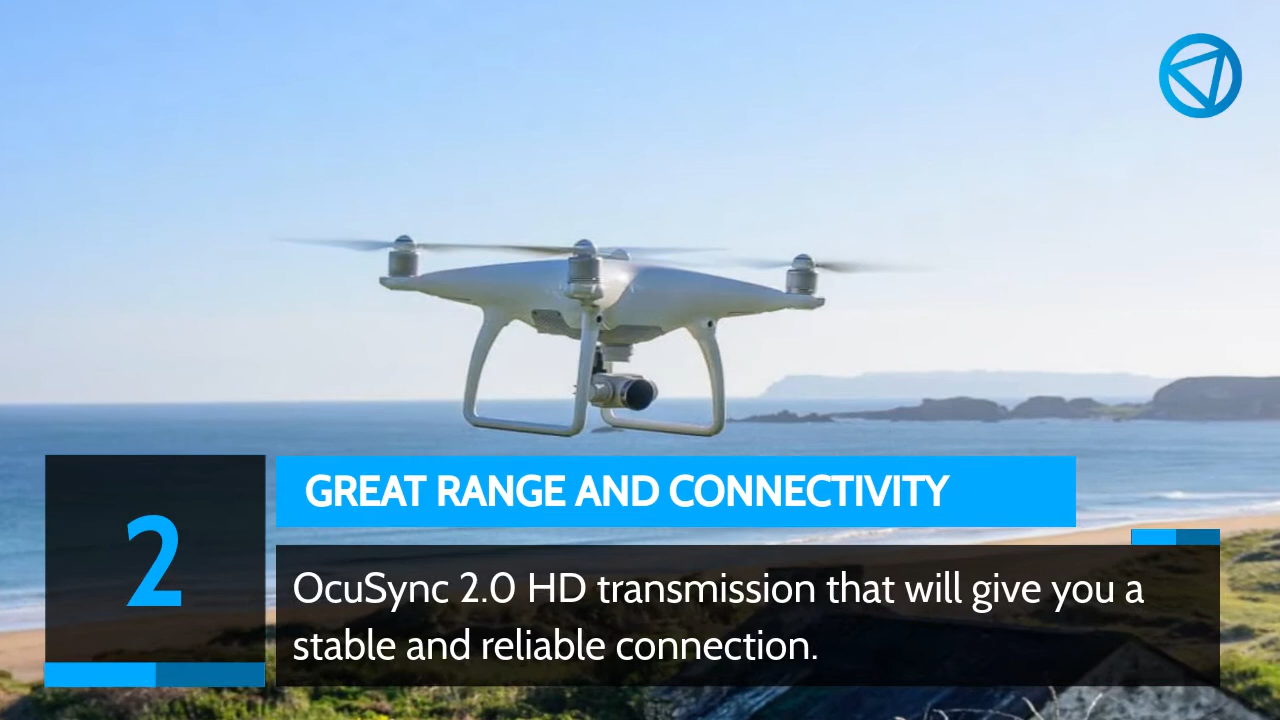 2
GREAT RANGE AND CONNECTIVITY
OcuSync 2.0 HD transmission that will give you a
stable and reliable connection.